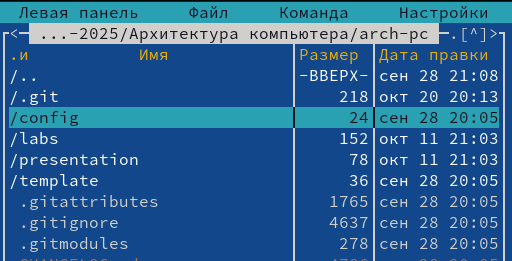 Левая панель Файл Команда Настройки
<- ...-2025/Архитектура компьютера/arch-pc -.[^]>
.и Имя Размер Дата правки
/.. -ВВЕРХ- сен 28 21:08
/.git 218 окт 20 20:13
/config 24 сен 28 20:05
/labs 152 окт 11 21:03
/presentation 78 окт 11 21:03
/template 36 сен 28 20:05
.gitattributes 1765 сен 28 20:05
.gitignore 4637 сен 28 20:05
.gitmodules 278 сен 28 20:05